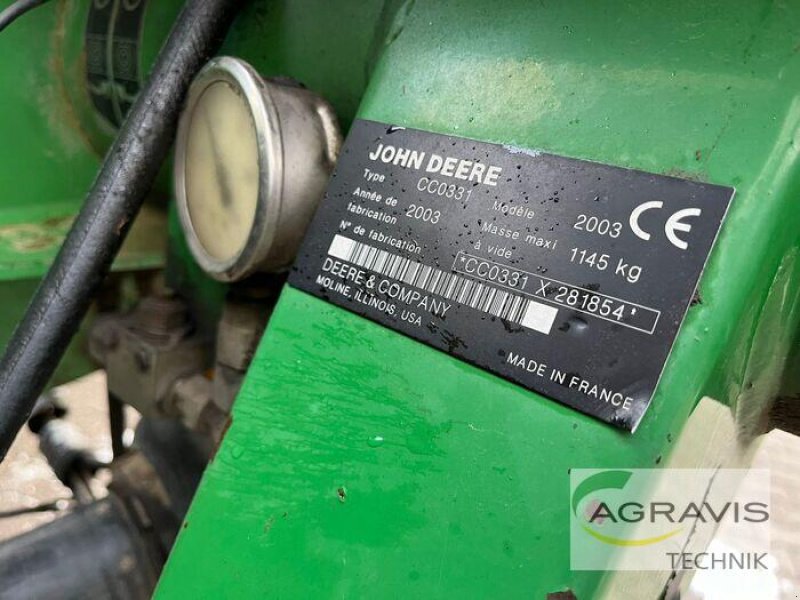 JOHN DEERE
Type CC0331 Modèle 2003 CE
Année de fabrication 2003 Masse maxi à vide 1145 kg
N° de fabrication *CC0331 X 281854*
DEERE & COMPANY
MOLINE, ILLINOIS, USA
MADE IN FRANCE
AGRAVIS
TECHNIK